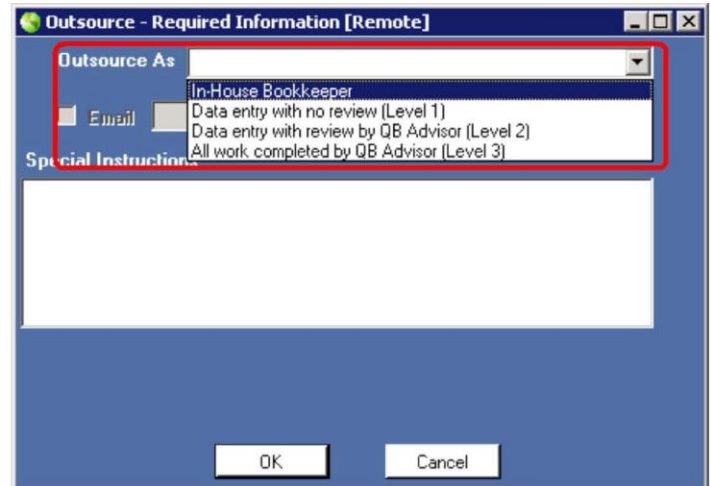 Outsource - Required Information [Remote]
Outsource As
In-House Bookkeeper
Data entry with no review (Level 1)
Email
Data entry with review by QB Advisor (Level 2)
All work completed by QB Advisor (Level 3)
Special Instructions
OK
Cancel